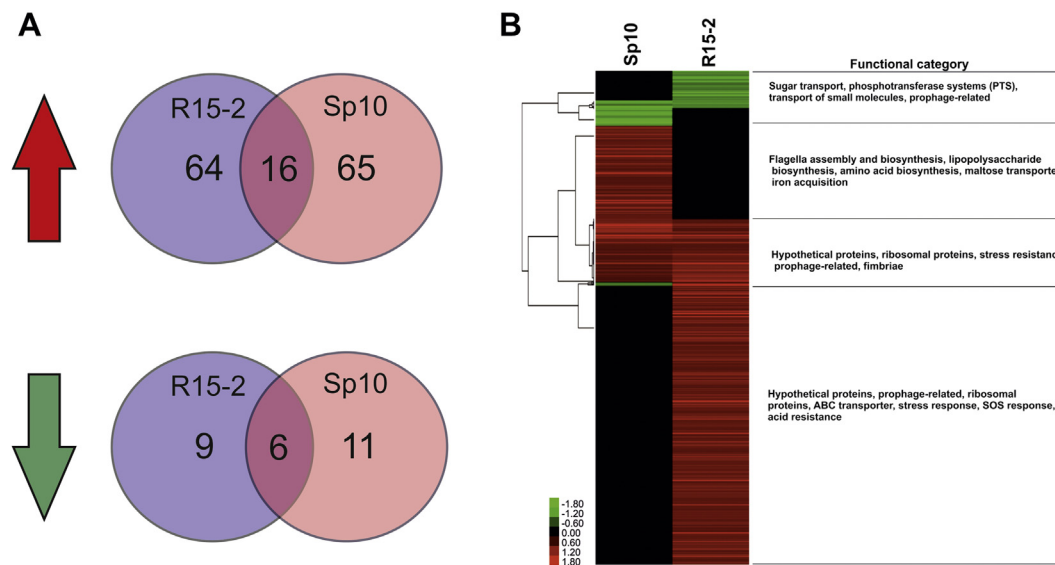 A
R15-2
Sp10
64
16
65
R15-2
Sp10
9
6
11
B
Sp10
R15-2
Functional category
Sugar transport, phosphotransferase systems (PTS),
transport of small molecules, prophage-related
Flagella assembly and biosynthesis, lipopolysaccharide
biosynthesis, amino acid biosynthesis, maltose transporte
iron acquisition
Hypothetical proteins, ribosomal proteins, stress resistanc
prophage-related, fimbriae
Hypothetical proteins, prophage-related, ribosomal
proteins, ABC transporter, stress response, SOS response,
acid resistance
-1.80
-1.20
-0.60
0.00
0.60
1.20
1.80